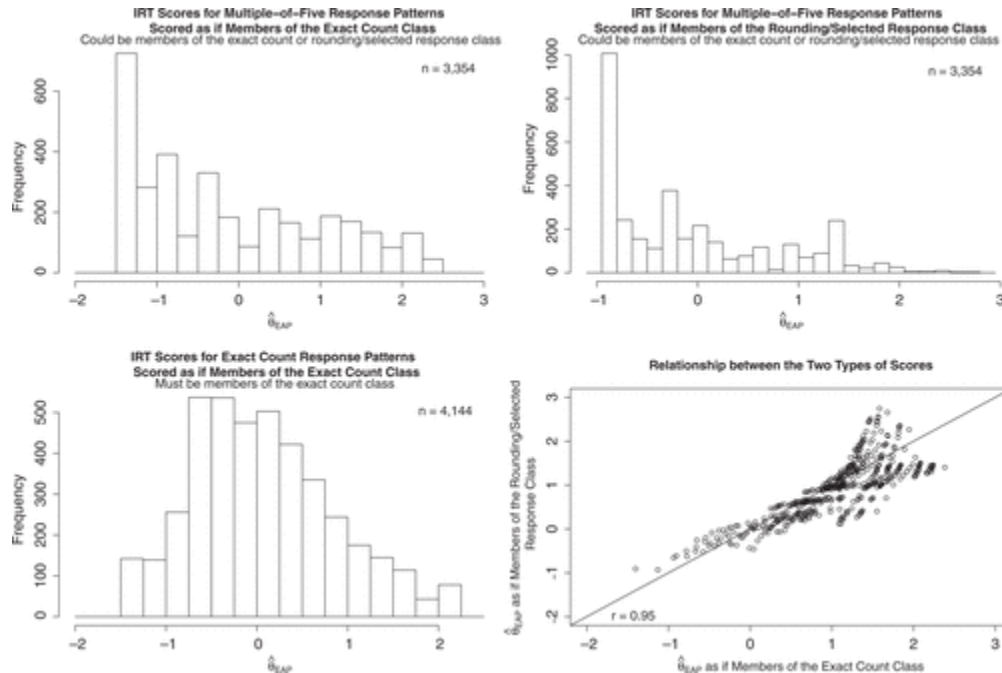 IRT Scores for Multiple-of-Five Response Patterns
Scored as if Members of the Exact Count Class
Could be members of the exact count or rounding/selected response class
n = 3,354
Frequency
0 200 400 600
−2 −1 0 1 2 3
θ̂EAP
IRT Scores for Multiple-of-Five Response Patterns
Scored as if Members of the Rounding/Selected Response Class
Could be members of the exact count or rounding/selected response class
n = 3,354
Frequency
0 200 400 600 800 1000
−1 0 1 2 3
θ̂EAP
IRT Scores for Exact Count Response Patterns
Scored as if Members of the Exact Count Class
Must be members of the exact count class
n = 4,144
Frequency
0 100 200 300 400 500
−2 −1 0 1 2
θ̂EAP
Relationship between the Two Types of Scores
θ̂EAP as if Members of the Rounding/Selected
Response Class
-2 -1 0 1 2 3
r = 0.95
−1 0 1 2 3
θ̂EAP as if Members of the Exact Count Class